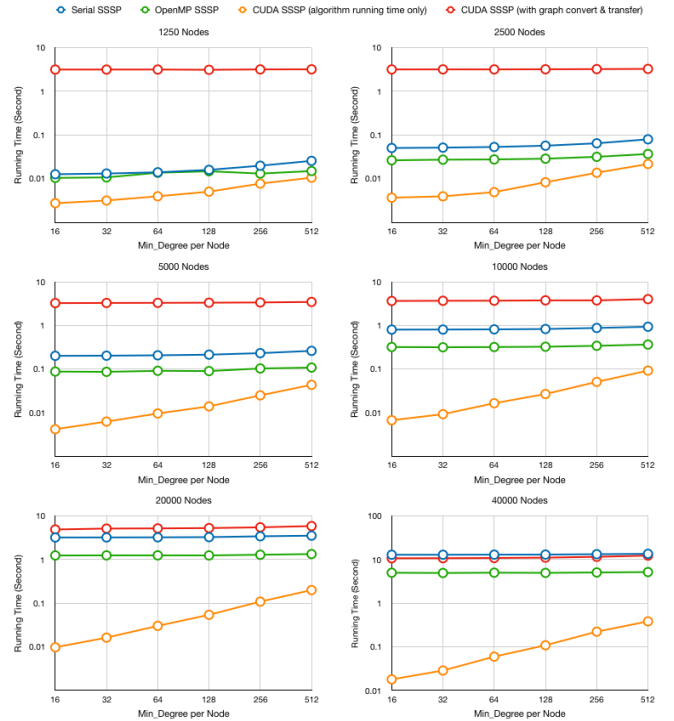 Serial SSSP OpenMP SSSP CUDA SSSP (algorithm running time only) CUDA SSSP (with graph convert & transfer)
1250 Nodes
Running Time (Second)
10
1
0.1
0.01
16 32 64 128 256 512
Min_Degree per Node
2500 Nodes
Running Time (Second)
10
1
0.1
0.01
16 32 64 128 256 512
Min_Degree per Node
5000 Nodes
Running Time (Second)
10
1
0.1
0.01
16 32 64 128 256 512
Min_Degree per Node
10000 Nodes
Running Time (Second)
10
1
0.1
0.01
16 32 64 128 256 512
Min_Degree per Node
20000 Nodes
Running Time (Second)
10
1
0.1
0.01
16 32 64 128 256 512
Min_Degree per Node
40000 Nodes
Running Time (Second)
100
10
1
0.1
0.01
16 32 64 128 256 512
Min_Degree per Node